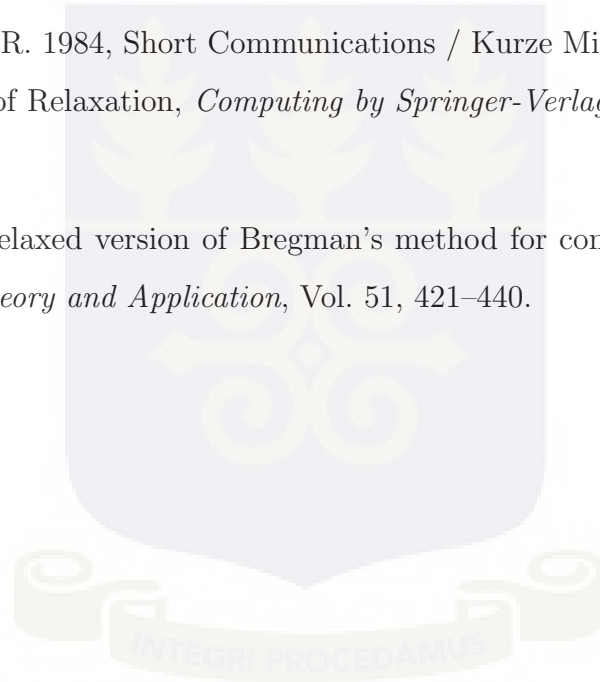 R. 1984, Short Communications / Kurze Mi
of Relaxation, Computing by Springer-Verlag
elaxed version of Bregman's method for con
eory and Application, Vol. 51, 421–440.
INTEGRI PROCEDAMUS